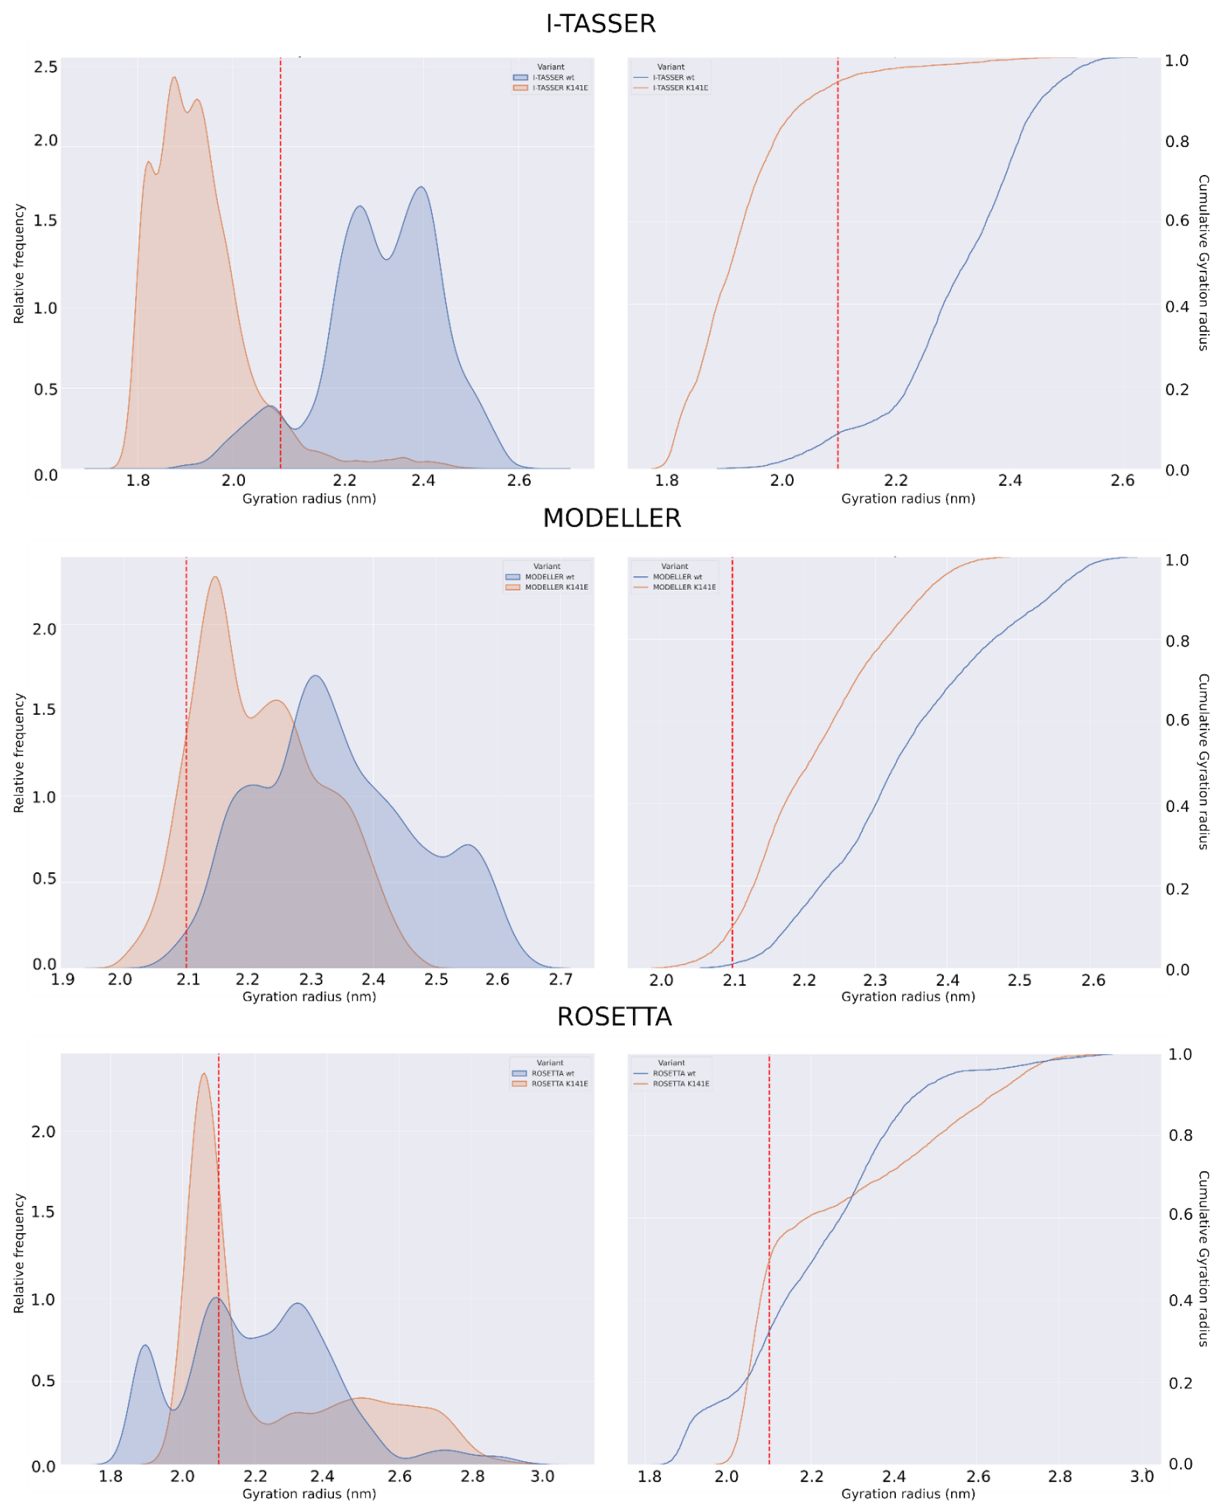 I-TASSER
Relative frequency
2.5
2.0
1.5
1.0
0.5
0.0
Variant
I-TASSER wt
I-TASSER K141E
1.8 2.0 2.2 2.4 2.6
Gyration radius (nm)
Variant
I-TASSER wt
I-TASSER K141E
1.0
0.8
0.6
0.4
0.2
0.0
Cumulative Gyration radius
1.8 2.0 2.2 2.4 2.6
Gyration radius (nm)
MODELLER
Relative frequency
2.0
1.5
1.0
0.5
0.0
Variant
MODELLER wt
MODELLER K141E
1.9 2.0 2.1 2.2 2.3 2.4 2.5 2.6 2.7
Gyration radius (nm)
Variant
MODELLER wt
MODELLER K141E
1.0
0.8
0.6
0.4
0.2
0.0
Cumulative Gyration radius
2.0 2.1 2.2 2.3 2.4 2.5 2.6
Gyration radius (nm)
ROSETTA
Relative frequency
2.0
1.5
1.0
0.5
0.0
Variant
ROSETTA wt
ROSETTA K141E
1.8 2.0 2.2 2.4 2.6 2.8 3.0
Gyration radius (nm)
Variant
ROSETTA wt
ROSETTA K141E
1.0
0.8
0.6
0.4
0.2
0.0
Cumulative Gyration radius
1.8 2.0 2.2 2.4 2.6 2.8 3.0
Gyration radius (nm)